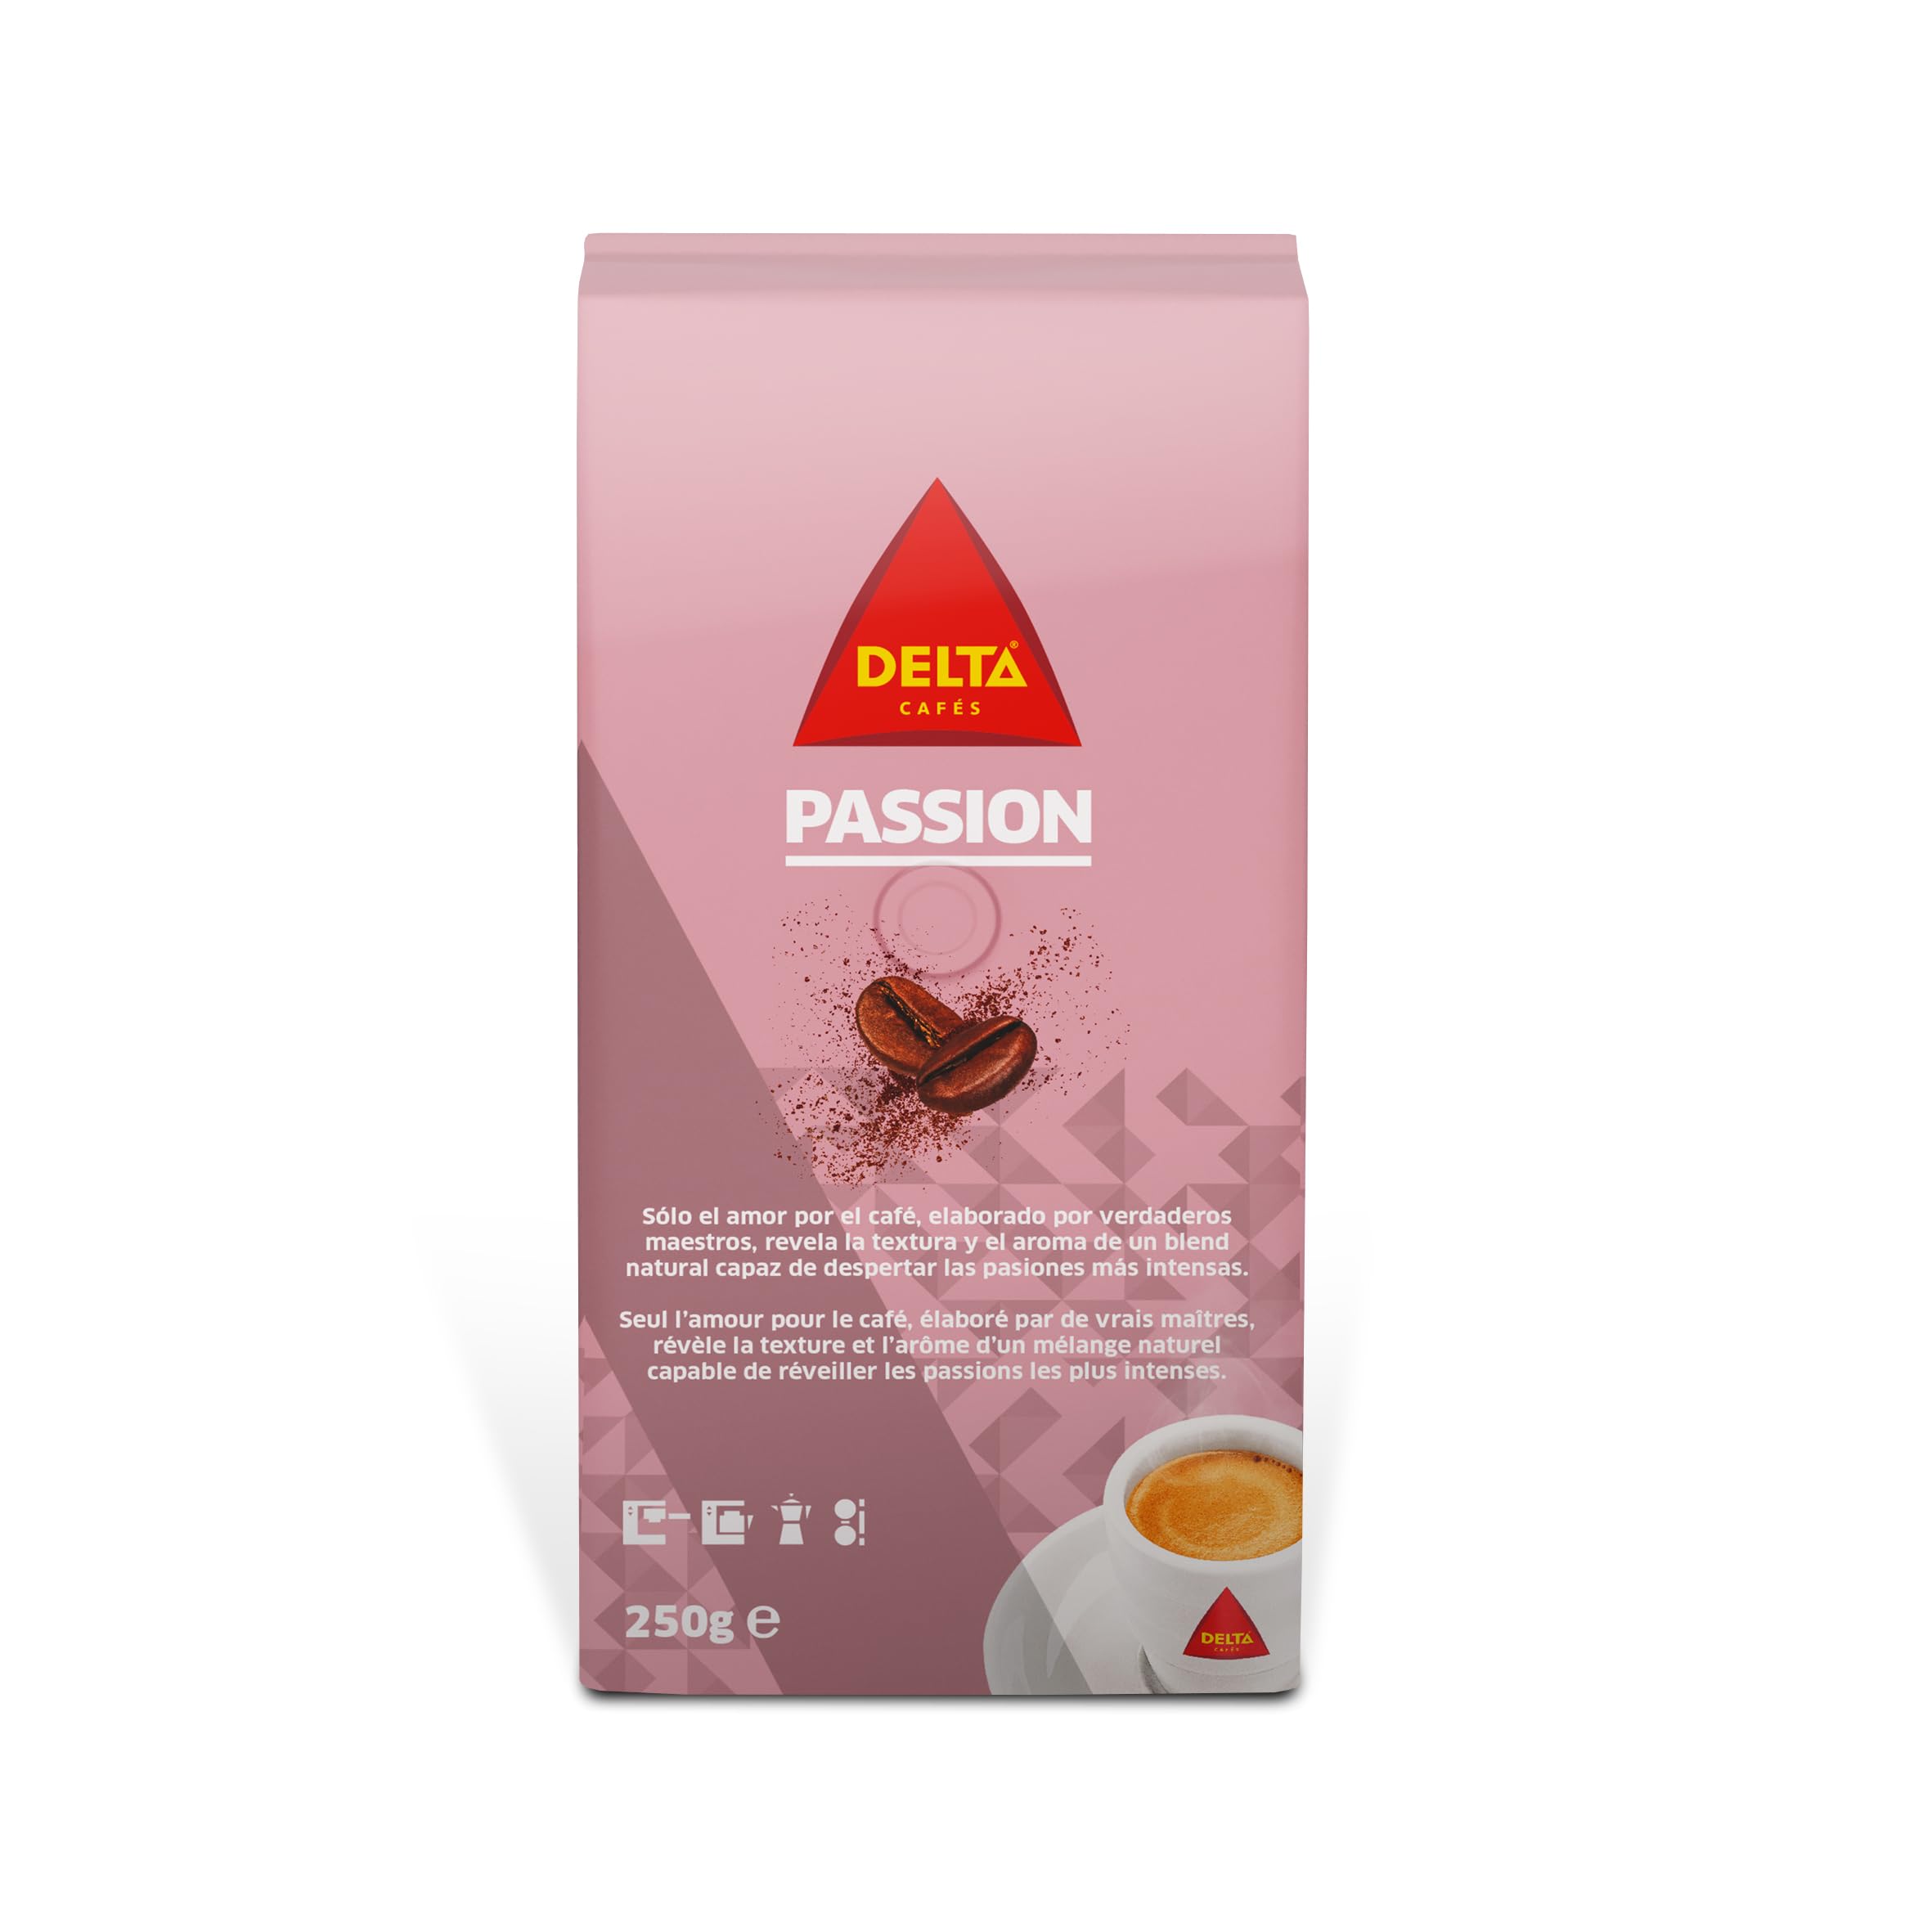 DELTA®
CAFÉS
PASSION
Sólo el amor por el café, elaborado por verdaderos
maestros, revela la textura y el aroma de un blend
natural capaz de despertar las pasiones más intensas.
Seul l'amour pour le café, élaboré par de vrais maîtres,
révèle la texture et l'arôme d'un mélange naturel
capable de réveiller les passions les plus intenses.
250g ℮
DELTA
CAFÉS